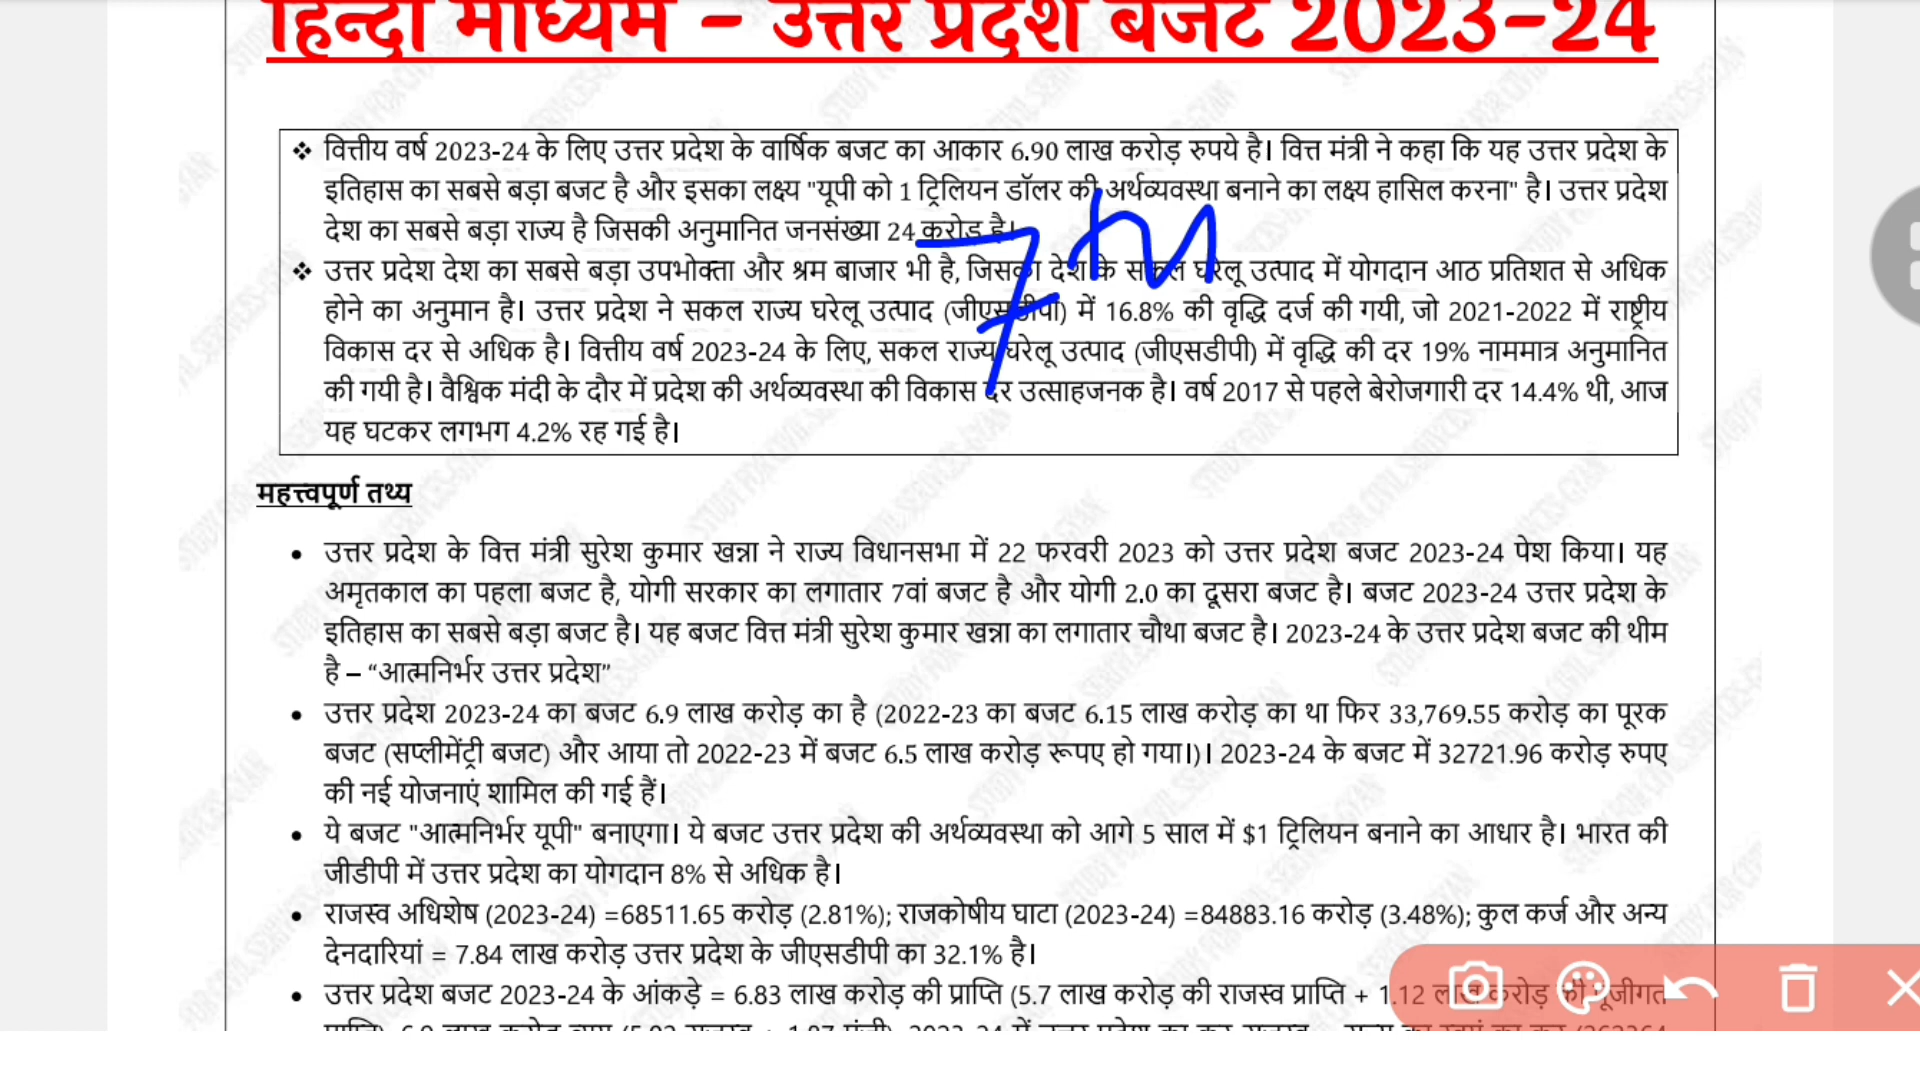 हिन्दी माध्यम – उत्तर प्रदेश बजट 2023–24
❖ वित्तीय वर्ष 2023-24 के लिए उत्तर प्रदेश के वार्षिक बजट का आकार 6.90 लाख करोड़ रुपये है। वित्त मंत्री ने कहा कि यह उत्तर प्रदेश के
इतिहास का सबसे बड़ा बजट है और इसका लक्ष्य "यूपी को 1 ट्रिलियन डॉलर की अर्थव्यवस्था बनाने का लक्ष्य हासिल करना" है। उत्तर प्रदेश
देश का सबसे बड़ा राज्य है जिसकी अनुमानित जनसंख्या 24 करोड़ है।
❖ उत्तर प्रदेश देश का सबसे बड़ा उपभोक्ता और श्रम बाजार भी है, जिसका देश के सकल घरेलू उत्पाद में योगदान आठ प्रतिशत से अधिक
होने का अनुमान है। उत्तर प्रदेश ने सकल राज्य घरेलू उत्पाद (जीएसडीपी) में 16.8% की वृद्धि दर्ज की गयी, जो 2021-2022 में राष्ट्रीय
विकास दर से अधिक है। वित्तीय वर्ष 2023-24 के लिए, सकल राज्य घरेलू उत्पाद (जीएसडीपी) में वृद्धि की दर 19% नाममात्र अनुमानित
की गयी है। वैश्विक मंदी के दौर में प्रदेश की अर्थव्यवस्था की विकास दर उत्साहजनक है। वर्ष 2017 से पहले बेरोजगारी दर 14.4% थी, आज
यह घटकर लगभग 4.2% रह गई है।
महत्त्वपूर्ण तथ्य
• उत्तर प्रदेश के वित्त मंत्री सुरेश कुमार खन्ना ने राज्य विधानसभा में 22 फरवरी 2023 को उत्तर प्रदेश बजट 2023-24 पेश किया। यह
अमृतकाल का पहला बजट है, योगी सरकार का लगातार 7वां बजट है और योगी 2.0 का दूसरा बजट है। बजट 2023-24 उत्तर प्रदेश के
इतिहास का सबसे बड़ा बजट है। यह बजट वित्त मंत्री सुरेश कुमार खन्ना का लगातार चौथा बजट है। 2023-24 के उत्तर प्रदेश बजट की थीम
है – “आत्मनिर्भर उत्तर प्रदेश”
• उत्तर प्रदेश 2023-24 का बजट 6.9 लाख करोड़ का है (2022-23 का बजट 6.15 लाख करोड़ का था फिर 33,769.55 करोड़ का पूरक
बजट (सप्लीमेंट्री बजट) और आया तो 2022-23 में बजट 6.5 लाख करोड़ रूपए हो गया।)। 2023-24 के बजट में 32721.96 करोड़ रुपए
की नई योजनाएं शामिल की गई हैं।
• ये बजट "आत्मनिर्भर यूपी" बनाएगा। ये बजट उत्तर प्रदेश की अर्थव्यवस्था को आगे 5 साल में $1 ट्रिलियन बनाने का आधार है। भारत की
जीडीपी में उत्तर प्रदेश का योगदान 8% से अधिक है।
• राजस्व अधिशेष (2023-24) =68511.65 करोड़ (2.81%); राजकोषीय घाटा (2023-24) =84883.16 करोड़ (3.48%); कुल कर्ज और अन्य
देनदारियां = 7.84 लाख करोड़ उत्तर प्रदेश के जीएसडीपी का 32.1% है।
• उत्तर प्रदेश बजट 2023-24 के आंकड़े = 6.83 लाख करोड़ की प्राप्ति (5.7 लाख करोड़ की राजस्व प्राप्ति + 1.12 लाख करोड़ की पूंजीगत